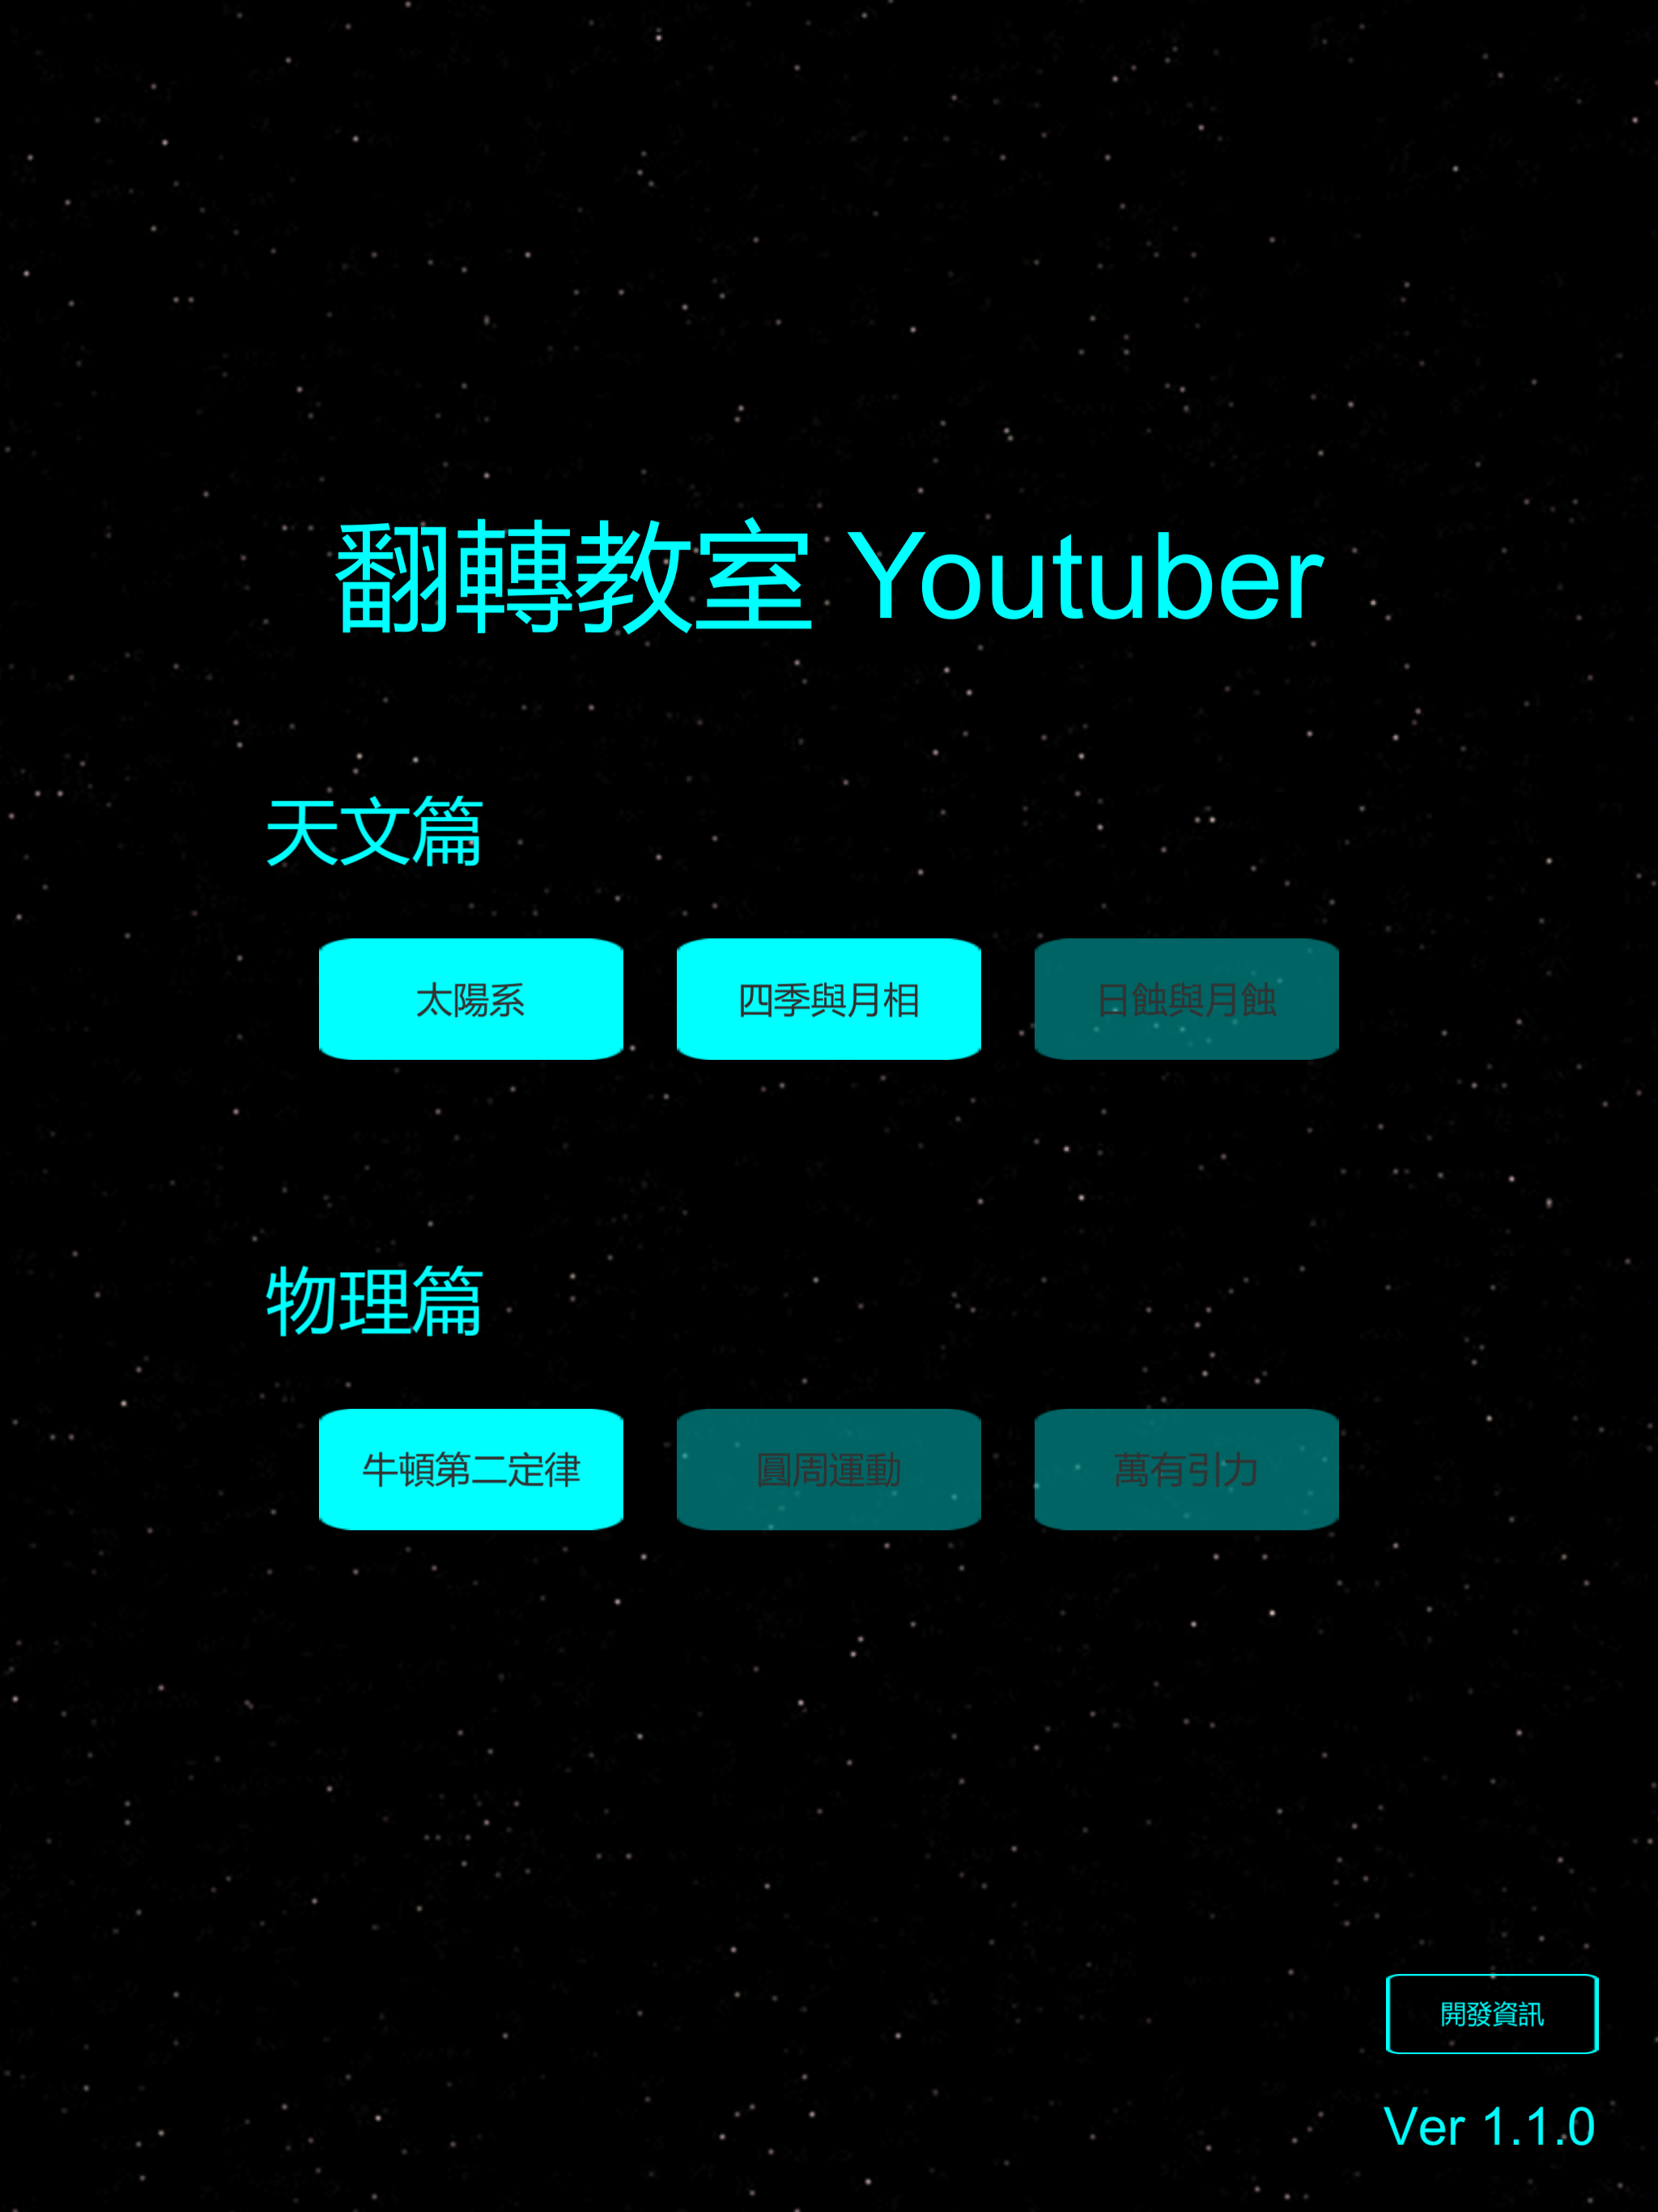 翻轉教室 Youtuber
天文篇
太陽系 四季與月相 日蝕與月蝕
物理篇
牛頓第二定律 圓周運動 萬有引力
開發資訊
Ver 1.1.0